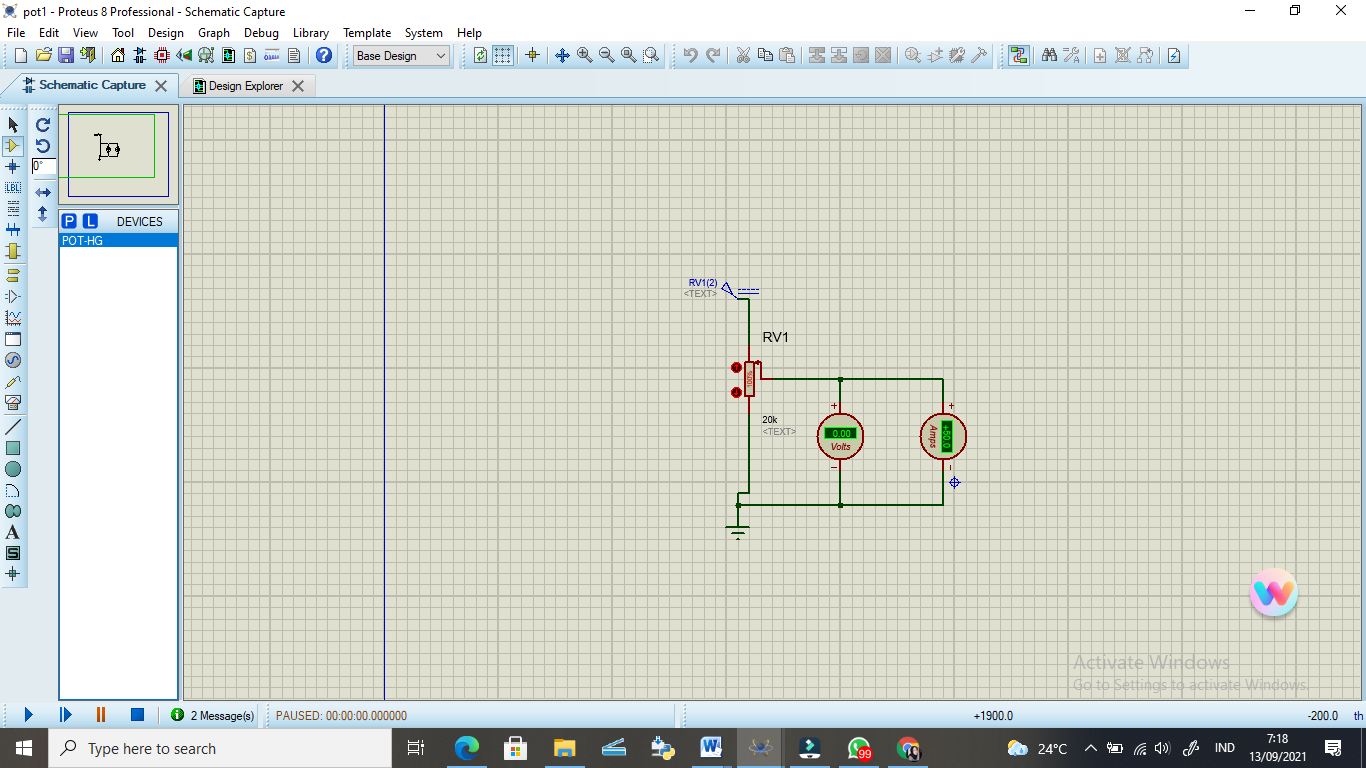 pot1 - Proteus 8 Professional - Schematic Capture
File Edit View Tool Design Graph Debug Library Template System Help
Base Design
Schematic Capture
Design Explorer
0°
LBL
P L DEVICES
POT-HG
A
S
RV1(2)
<TEXT>
RV1
100%
20k
<TEXT>
+
0.00
Volts
−
+
+50.0
Amps
−
Activate Windows
Go to Settings to activate Windows.
2 Message(s)
PAUSED: 00:00:00.000000
+1900.0
-200.0
th
Type here to search
99
24°C
IND
7:18
13/09/2021